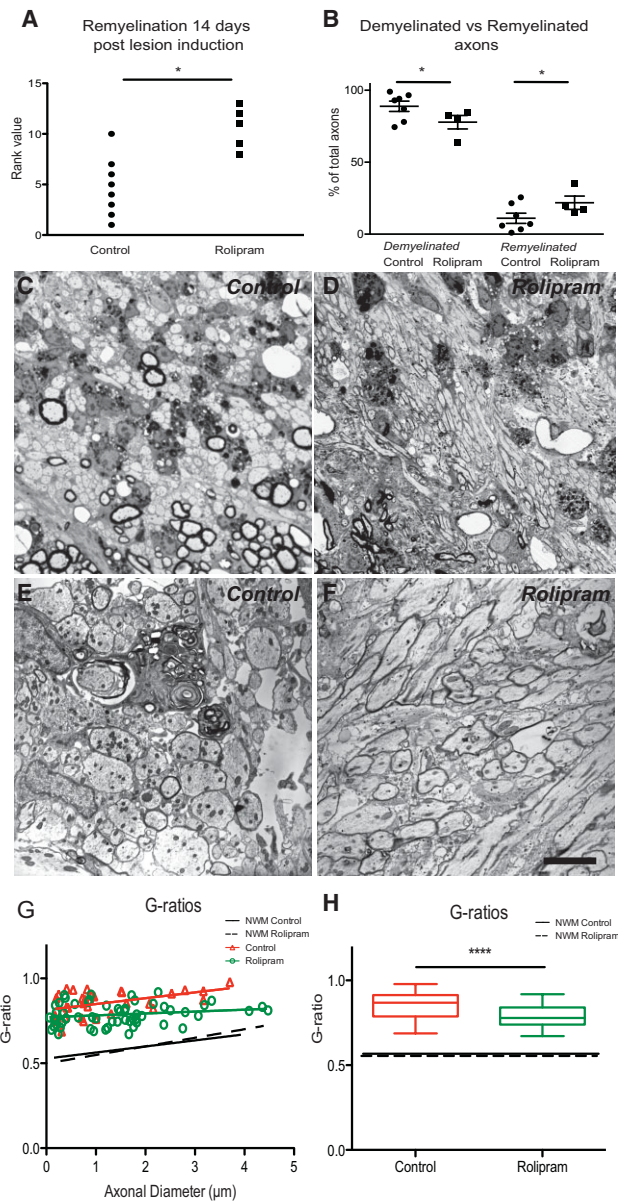 A
Remyelination 14 days
post lesion induction
*
15
10
5
0
Rank value
Control
Rolipram
B
Demyelinated vs Remyelinated
axons
*
*
100
50
0
% of total axons
Demyelinated
Remyelinated
Control
Rolipram
Control
Rolipram
C
Control
D
Rolipram
E
Control
F
Rolipram
G
G-ratios
NWM Control
NWM Rolipram
Control
Rolipram
1.0
0.5
0.0
G-ratio
0
1
2
3
4
5
Axonal Diameter (µm)
H
G-ratios
NWM Control
NWM Rolipram
****
1.0
0.5
0.0
G-ratio
Control
Rolipram